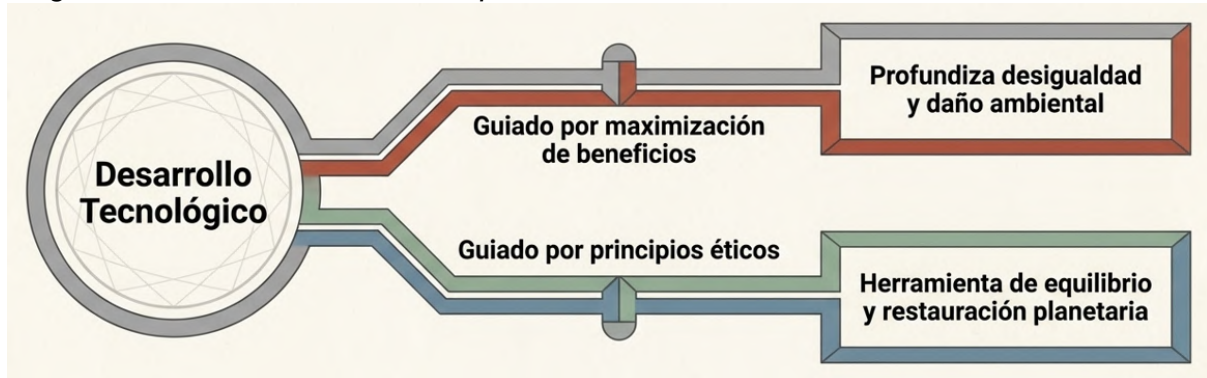 Desarrollo
Tecnológico
Guiado por maximización
de beneficios
Profundiza desigualdad
y daño ambiental
Guiado por principios éticos
Herramienta de equilibrio
y restauración planetaria